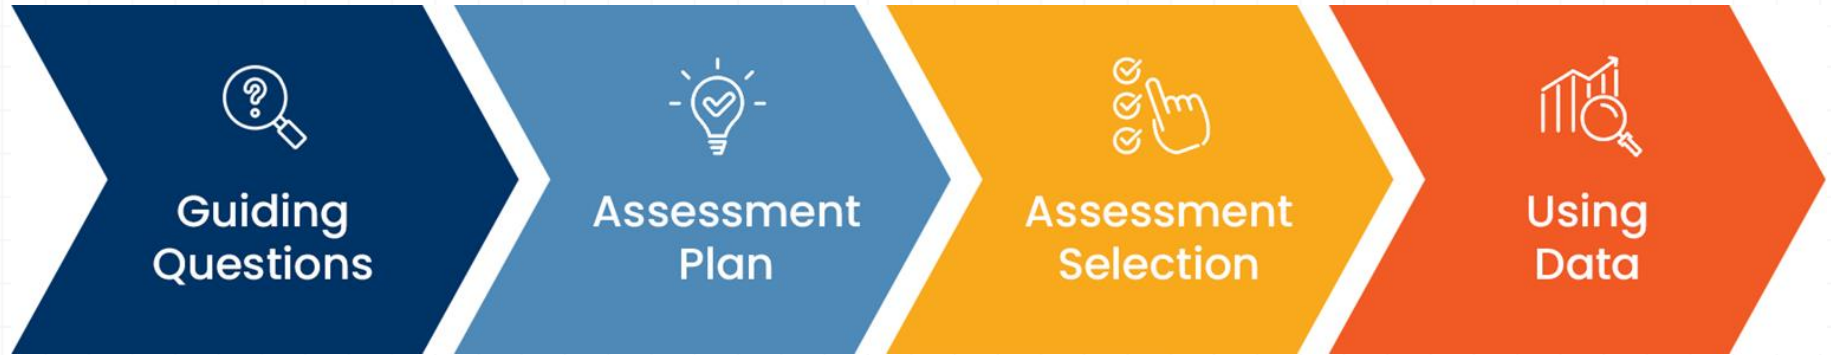 Guiding
Questions
Assessment
Plan
Assessment
Selection
Using
Data